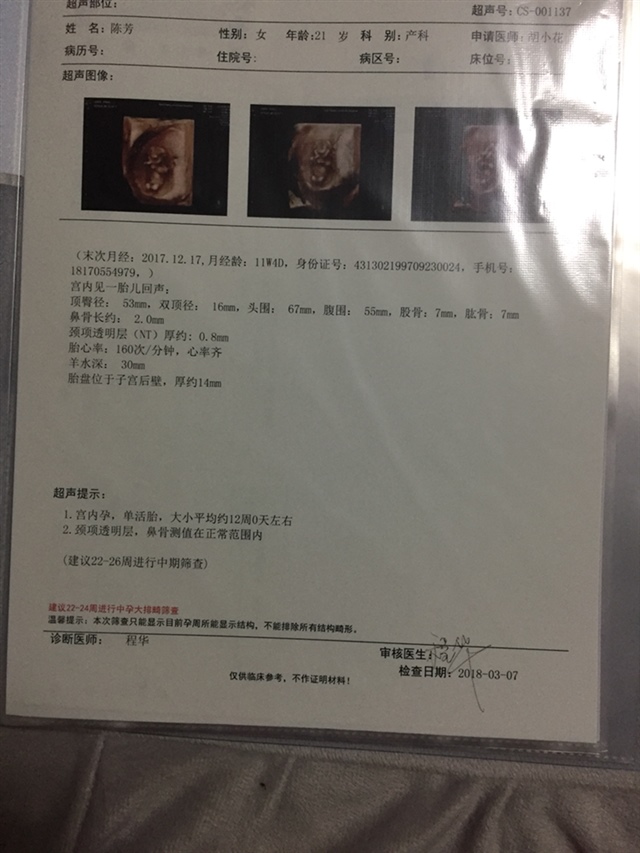 超声部位： 超声号：CS-001137
姓 名：陈芳 性别：女 年龄：21 岁 科 别：产科 申请医师：胡小花
病历号： 住院号： 病区号： 床位号：
超声图像：
（末次月经：2017.12.17,月经龄：11W4D，身份证号：431302199709230024，手机号：
18170554979，）
宫内见一胎儿回声：
顶臀径： 53mm，双顶径： 16mm，头围： 67mm，腹围： 55mm，股骨：7mm，肱骨：7mm
鼻骨长约： 2.0mm
颈项透明层（NT）厚约：0.8mm
胎心率：160次/分钟，心率齐
羊水深： 30mm
胎盘位于子宫后壁，厚约14mm
超声提示：
1.宫内孕，单活胎，大小平均约12周0天左右
2.颈项透明层，鼻骨测值在正常范围内
(建议22-26周进行中期筛查)
建议22-24周进行中孕大排畸筛查
温馨提示：本次筛查只能显示目前孕周所能显示结构，不能排除所有结构畸形。
诊断医师： 程华 审核医生：
仅供临床参考，不作证明材料！ 检查日期：2018-03-07